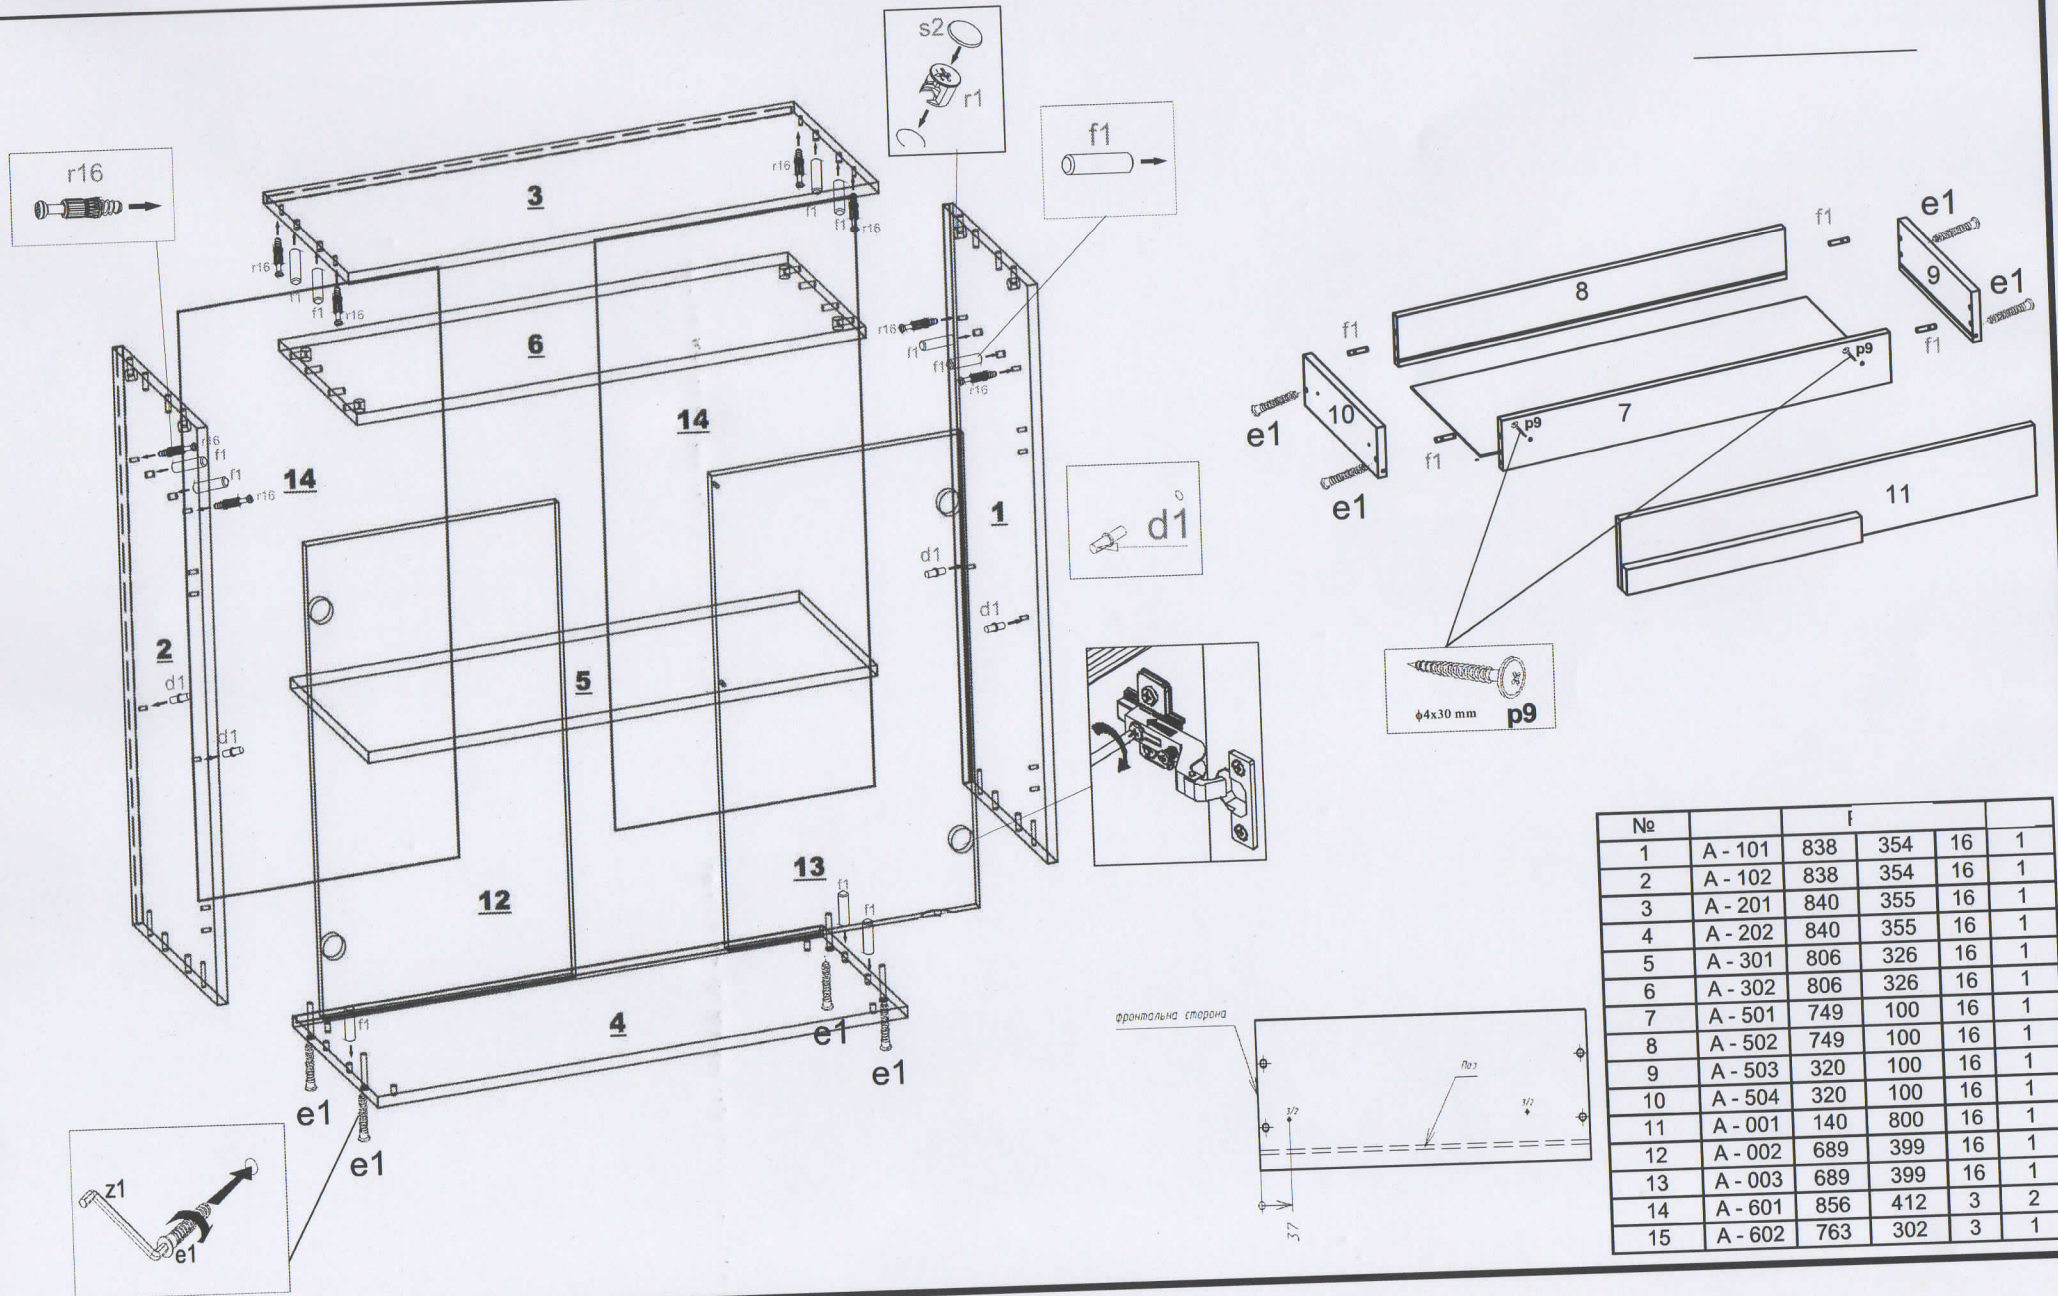 s2
r1
r16
f1
3
r16
f1
f1
r16
r16
f1
f1
r16
6
14
14
r16
f1
f1
r16
r16
f1
f1
r16
1
d1
d1
d1
2
d1
d1
5
12
13
f1
f1
f1
4
e1
e1
e1
e1
z1
e1
f1
e1
8
9
e1
f1
f1
p9
10
7
p9
e1
f1
e1
11
ϕ4x30 mm p9
фронтальна сторона
Паз
3/2
3/2
37
№
1 A - 101 838 354 16 1
2 A - 102 838 354 16 1
3 A - 201 840 355 16 1
4 A - 202 840 355 16 1
5 A - 301 806 326 16 1
6 A - 302 806 326 16 1
7 A - 501 749 100 16 1
8 A - 502 749 100 16 1
9 A - 503 320 100 16 1
10 A - 504 320 100 16 1
11 A - 001 140 800 16 1
12 A - 002 689 399 16 1
13 A - 003 689 399 16 1
14 A - 601 856 412 3 2
15 A - 602 763 302 3 1